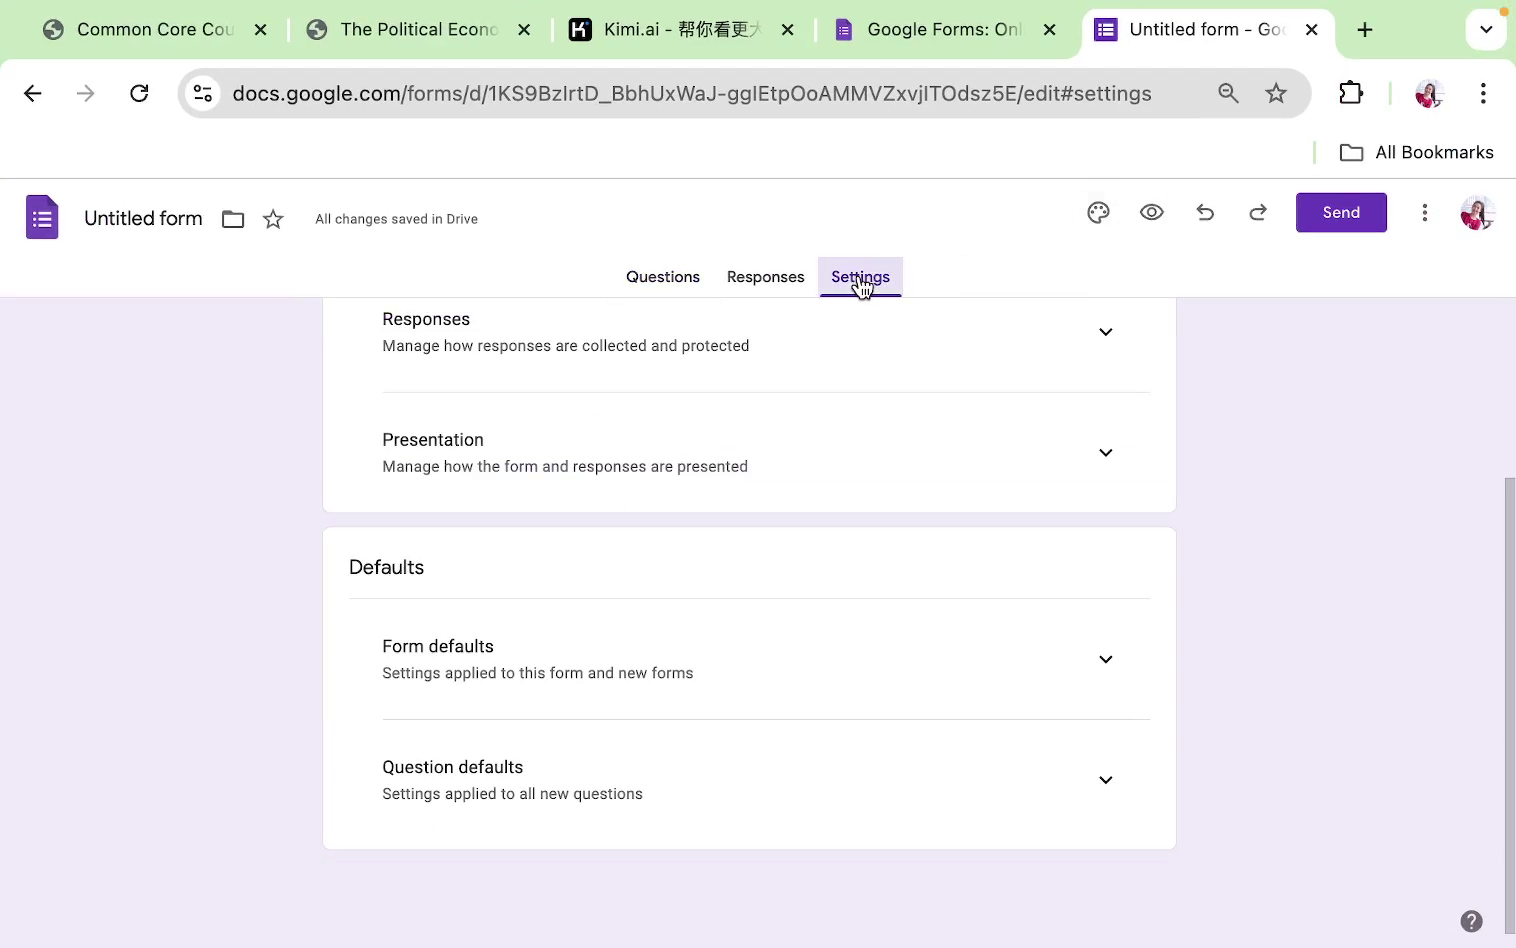 Common Core Cou
The Political Econo
Kimi.ai - 帮你看更大
Google Forms: Onl
Untitled form - Goo
docs.google.com/forms/d/1KS9BzIrtD_BbhUxWaJ-ggIEtpOoAMMVZxvjITOdsz5E/edit#settings
All Bookmarks
Untitled form
All changes saved in Drive
Send
Questions
Responses
Settings
Responses
Manage how responses are collected and protected
Presentation
Manage how the form and responses are presented
Defaults
Form defaults
Settings applied to this form and new forms
Question defaults
Settings applied to all new questions